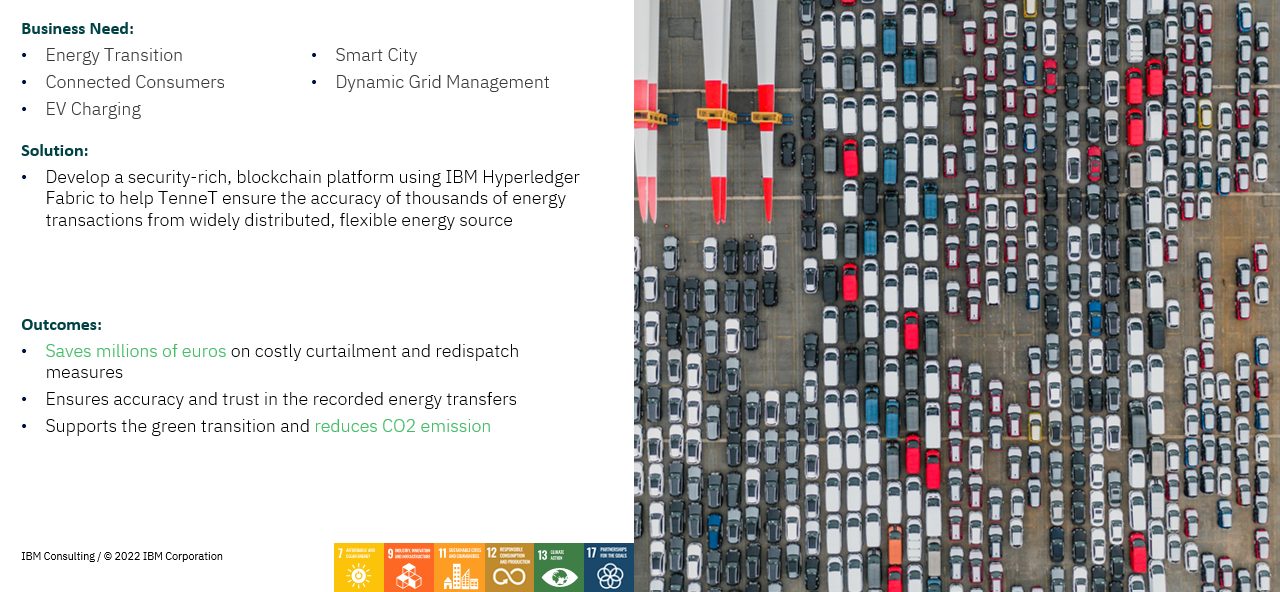 Business Need:
• Energy Transition
• Connected Consumers
• EV Charging
• Smart City
• Dynamic Grid Management
Solution:
• Develop a security-rich, blockchain platform using IBM Hyperledger
Fabric to help TenneT ensure the accuracy of thousands of energy
transactions from widely distributed, flexible energy source
Outcomes:
• Saves millions of euros on costly curtailment and redispatch
measures
• Ensures accuracy and trust in the recorded energy transfers
• Supports the green transition and reduces CO2 emission
IBM Consulting / © 2022 IBM Corporation
7 AFFORDABLE AND
CLEAN ENERGY
9 INDUSTRY, INNOVATION
AND INFRASTRUCTURE
11 SUSTAINABLE CITIES
AND COMMUNITIES
12 RESPONSIBLE
CONSUMPTION
AND PRODUCTION
13 CLIMATE
ACTION
17 PARTNERSHIPS
FOR THE GOALS